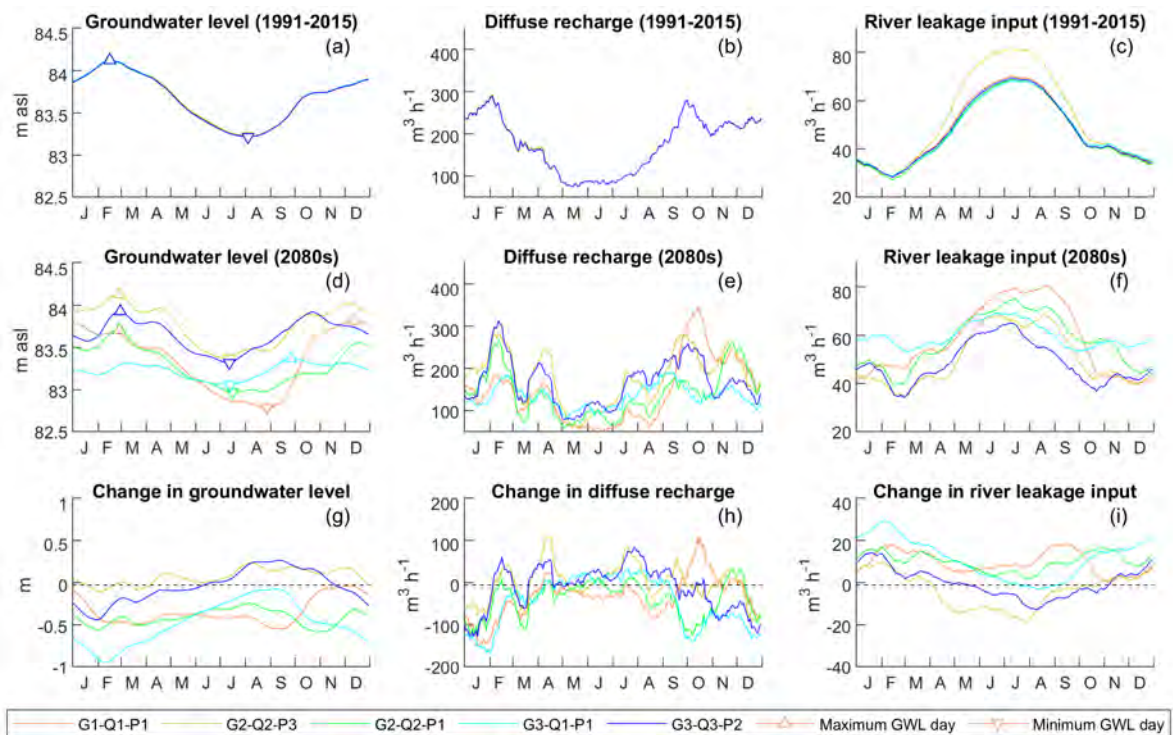 Groundwater level (1991-2015)
(a)
m asl
84.5
84
83.5
83
82.5
J F M A M J J A S O N D
Diffuse recharge (1991-2015)
(b)
m³ h⁻¹
400
300
200
100
J F M A M J J A S O N D
River leakage input (1991-2015)
(c)
m³ h⁻¹
80
60
40
20
J F M A M J J A S O N D
Groundwater level (2080s)
(d)
m asl
84.5
84
83.5
83
82.5
J F M A M J J A S O N D
Diffuse recharge (2080s)
(e)
m³ h⁻¹
400
300
200
100
J F M A M J J A S O N D
River leakage input (2080s)
(f)
m³ h⁻¹
80
60
40
20
J F M A M J J A S O N D
Change in groundwater level
(g)
m
1
0.5
0
-0.5
-1
J F M A M J J A S O N D
Change in diffuse recharge
(h)
m³ h⁻¹
200
100
0
-100
-200
J F M A M J J A S O N D
Change in river leakage input
(i)
m³ h⁻¹
40
20
0
-20
-40
J F M A M J J A S O N D
G1-Q1-P1 G2-Q2-P3 G2-Q2-P1 G3-Q1-P1 G3-Q3-P2 Maximum GWL day Minimum GWL day